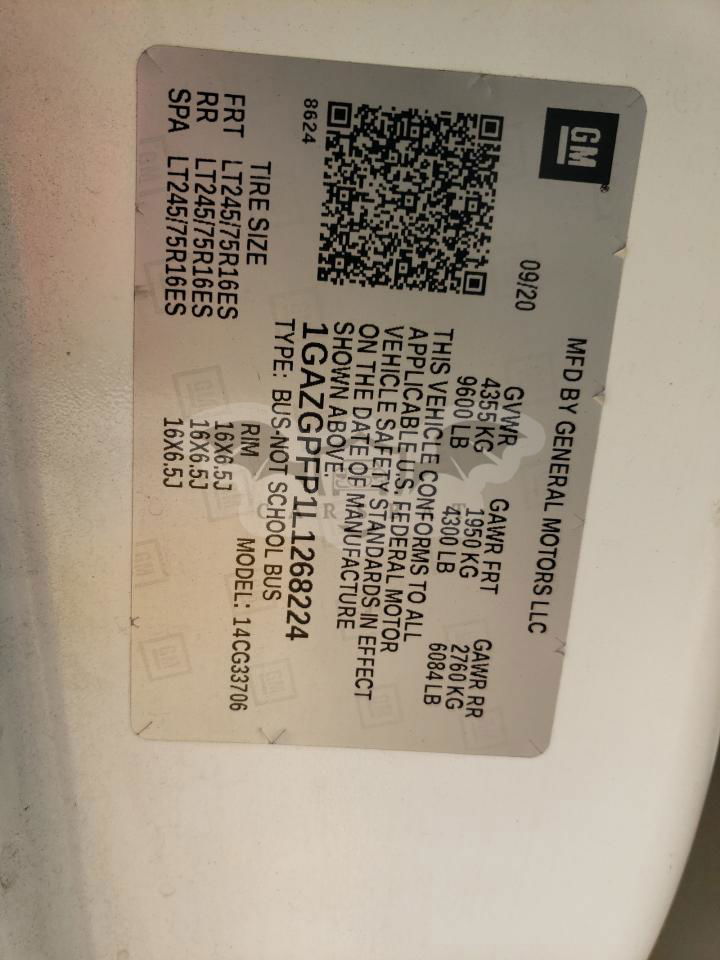 GM
MFD BY GENERAL MOTORS LLC
09/20
GVWR GAWR FRT GAWR RR
4355 KG 1950 KG 2760 KG
9600 LB 4300 LB 6084 LB
THIS VEHICLE CONFORMS TO ALL
APPLICABLE U.S. FEDERAL MOTOR
VEHICLE SAFETY STANDARDS IN EFFECT
ON THE DATE OF MANUFACTURE
SHOWN ABOVE.
8624
1GAZGPFP1L1268224
TYPE: BUS-NOT SCHOOL BUS
MODEL: 14CG33706
TIRE SIZE RIM
FRT LT245/75R16ES 16X6.5J
RR LT245/75R16ES 16X6.5J
SPA LT245/75R16ES 16X6.5J